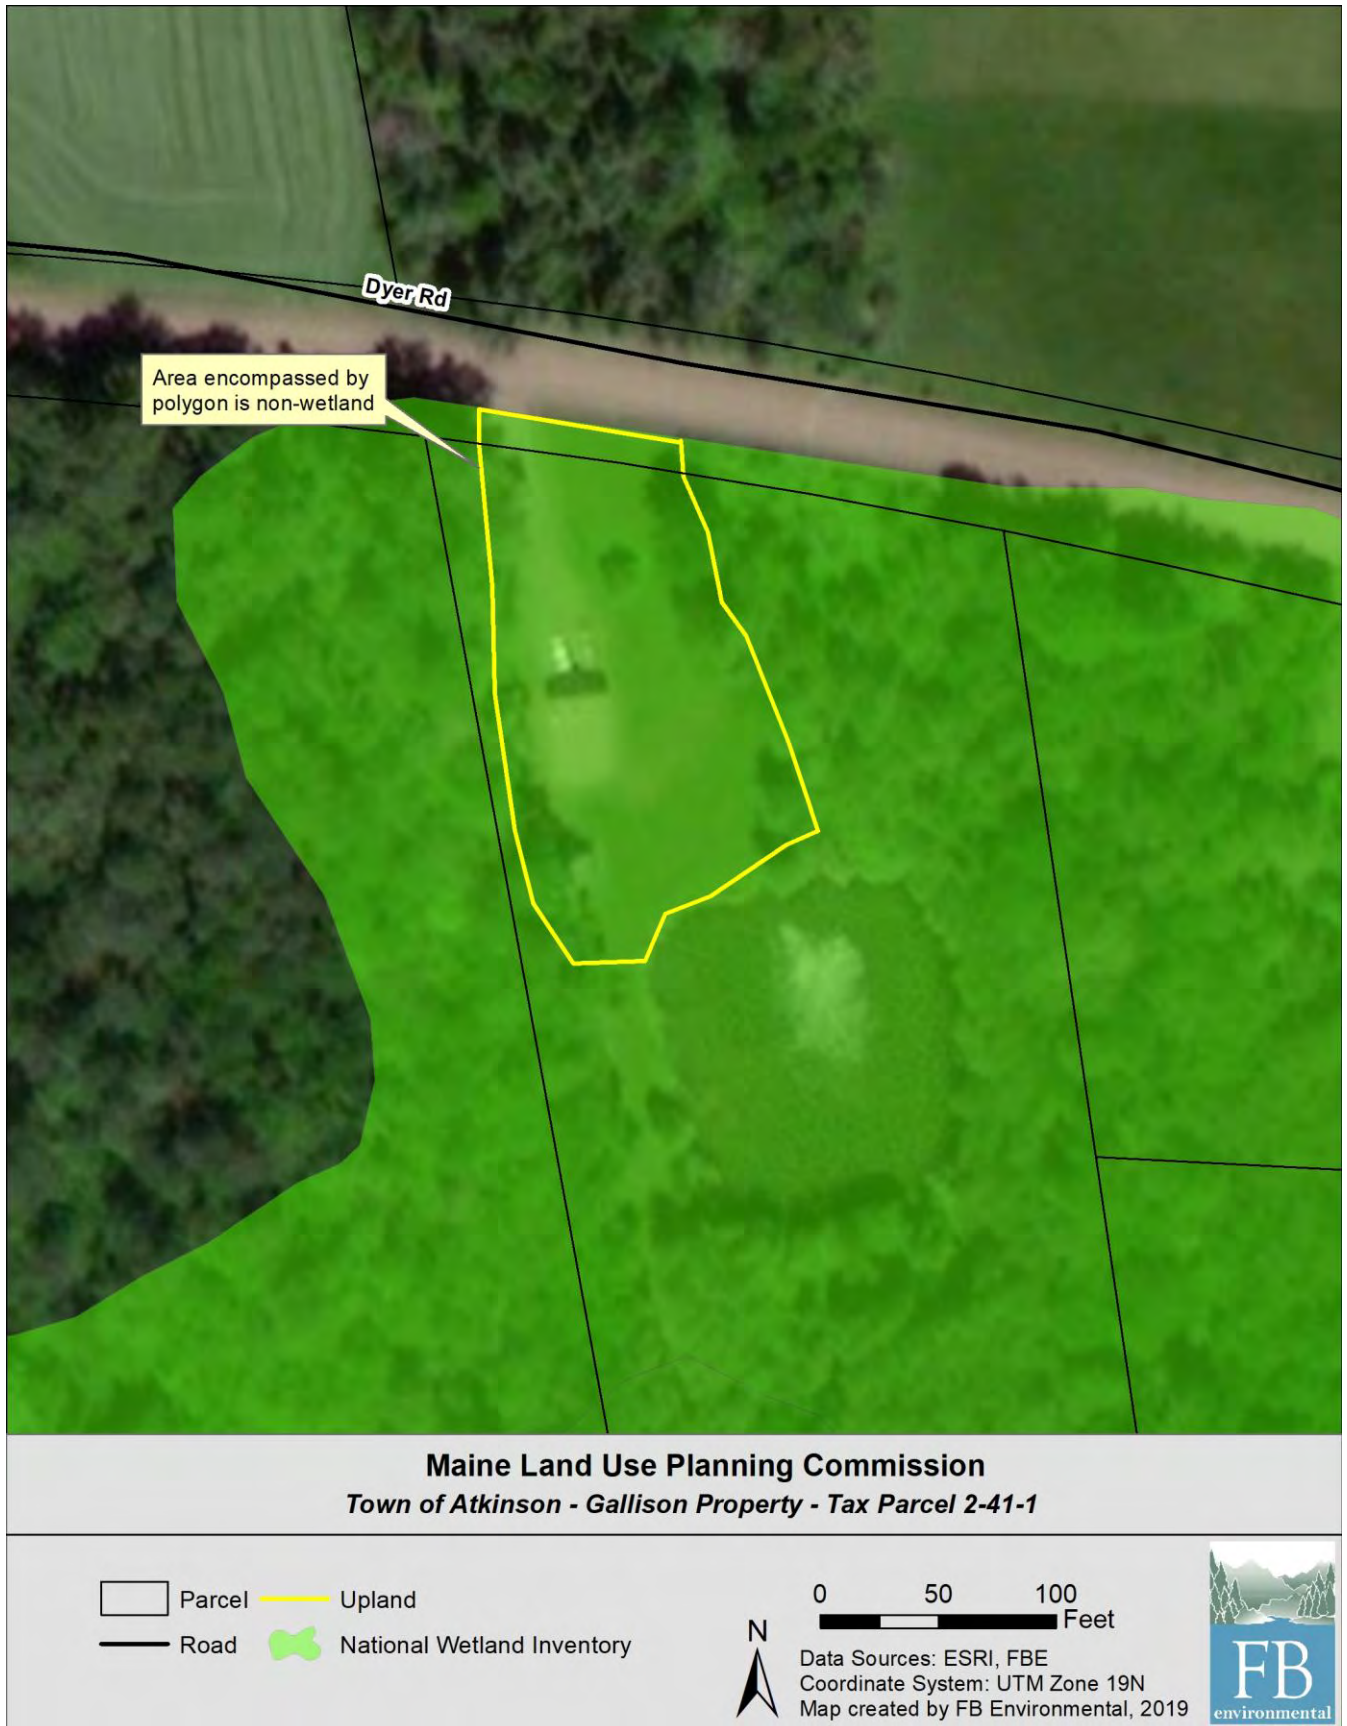 Dyer Rd
Area encompassed by
polygon is non-wetland
Maine Land Use Planning Commission
Town of Atkinson - Gallison Property - Tax Parcel 2-41-1
Parcel
Upland
Road
National Wetland Inventory
0 50 100
Feet
N
Data Sources: ESRI, FBE
Coordinate System: UTM Zone 19N
Map created by FB Environmental, 2019
FB
environmental